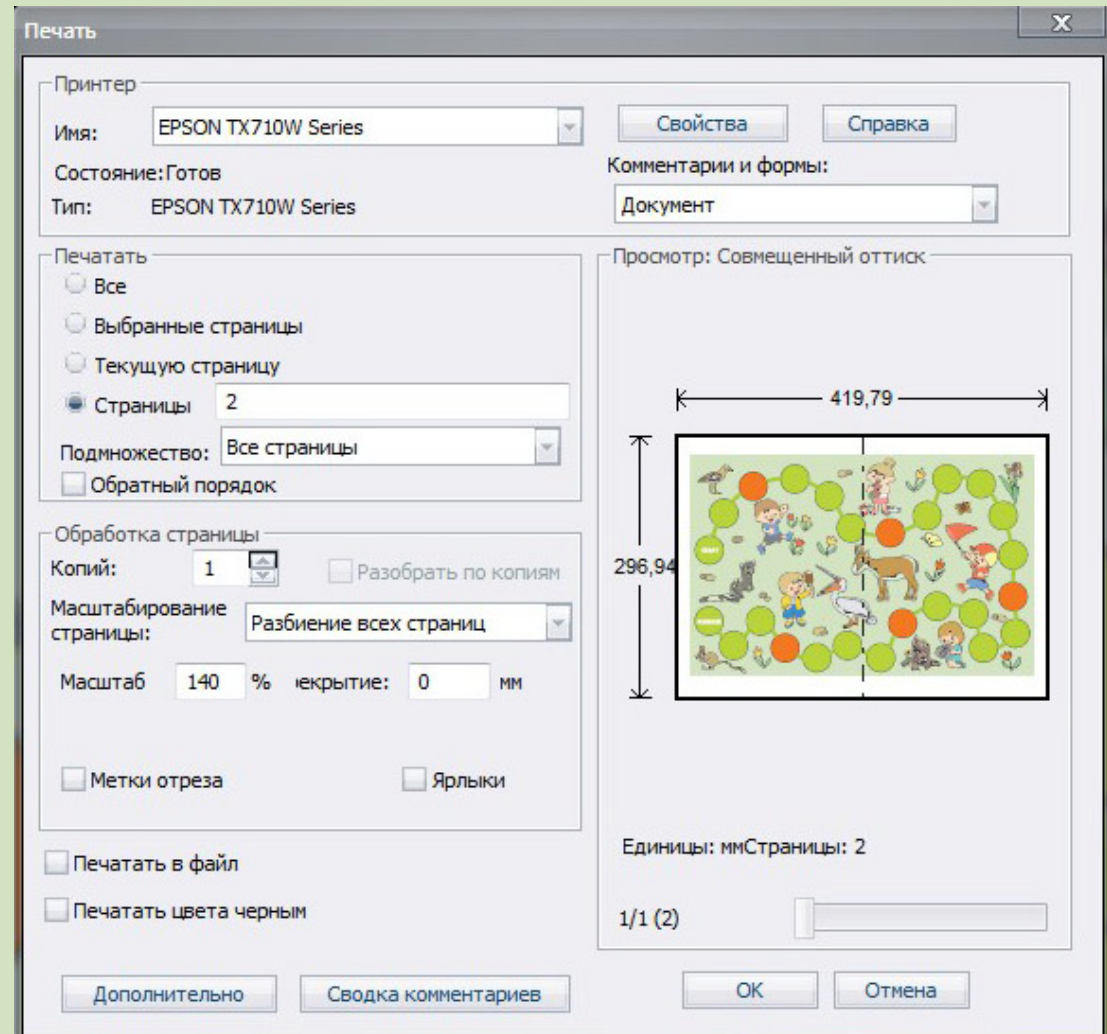 Печать
Принтер
Имя: EPSON TX710W Series
Свойства
Справка
Состояние:Готов
Комментарии и формы:
Тип: EPSON TX710W Series
Документ
Печатать
Все
Выбранные страницы
Текущую страницу
Страницы 2
Подмножество: Все страницы
Обратный порядок
Обработка страницы
Копий: 1
Разобрать по копиям
Масштабирование
страницы:
Разбиение всех страниц
Масштаб 140 % екрытие: 0 мм
Метки отреза
Ярлыки
Печатать в файл
Печатать цвета черным
Дополнительно
Сводка комментариев
Просмотр: Совмещенный оттиск
419,79
296,94
Единицы: ммСтраницы: 2
1/1 (2)
OK
Отмена